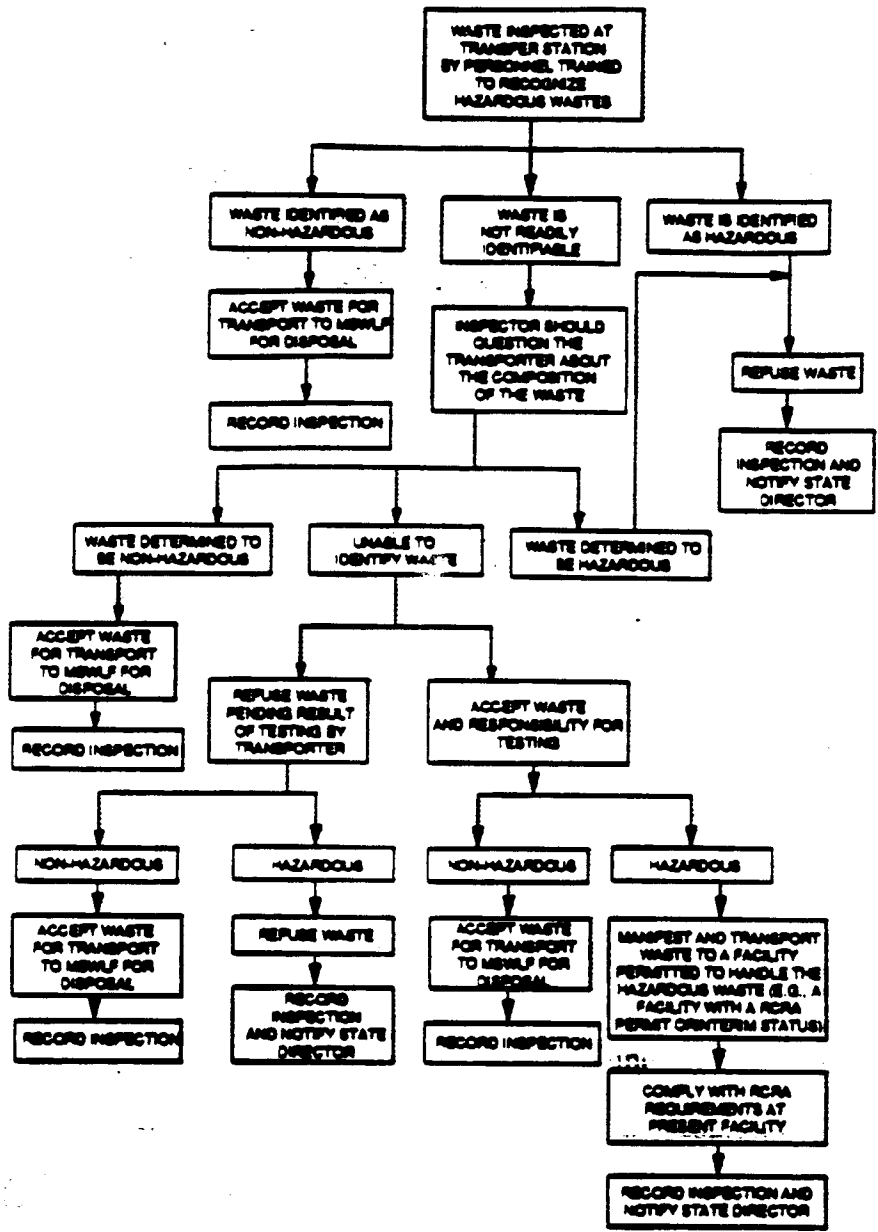 WASTE INSPECTED AT
TRANSFER STATION
BY PERSONNEL TRAINED
TO RECOGNIZE
HAZARDOUS WASTES
WASTE IDENTIFIED AS
NON-HAZARDOUS
WASTE IS
NOT READILY
IDENTIFIABLE
WASTE IS IDENTIFIED
AS HAZARDOUS
ACCEPT WASTE FOR
TRANSPORT TO MSWLF
FOR DISPOSAL
INSPECTOR SHOULD
QUESTION THE
TRANSPORTER ABOUT
THE COMPOSITION
OF THE WASTE
REFUSE WASTE
RECORD INSPECTION
RECORD
INSPECTION AND
NOTIFY STATE
DIRECTOR
WASTE DETERMINED TO
BE NON-HAZARDOUS
UNABLE TO
IDENTIFY WASTE
WASTE DETERMINED TO
BE HAZARDOUS
ACCEPT WASTE
FOR TRANSPORT
TO MSWLF FOR
DISPOSAL
REFUSE WASTE
PENDING RESULT
OF TESTING BY
TRANSPORTER
ACCEPT WASTE
AND RESPONSIBILITY FOR
TESTING
RECORD INSPECTION
NON-HAZARDOUS
HAZARDOUS
NON-HAZARDOUS
HAZARDOUS
ACCEPT WASTE
FOR TRANSPORT
TO MSWLF FOR
DISPOSAL
REFUSE WASTE
ACCEPT WASTE
FOR TRANSPORT
TO MSWLF FOR
DISPOSAL
MANIFEST AND TRANSPORT
WASTE TO A FACILITY
PERMITTED TO HANDLE THE
HAZARDOUS WASTE (E.G., A
FACILITY WITH A RCRA
PERMIT OR INTERIM STATUS)
RECORD INSPECTION
RECORD
INSPECTION
AND NOTIFY STATE
DIRECTOR
RECORD INSPECTION
COMPLY WITH RCRA
REQUIREMENTS AT
PRESENT FACILITY
RECORD INSPECTION AND
NOTIFY STATE DIRECTOR